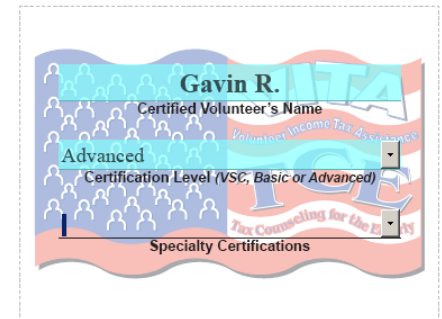 VITA
Gavin R.
Certified Volunteer's Name
Volunteer Income Tax Assistance
Advanced
Certification Level (VSC, Basic or Advanced)
TCE
Tax Counseling for the Elderly
Specialty Certifications